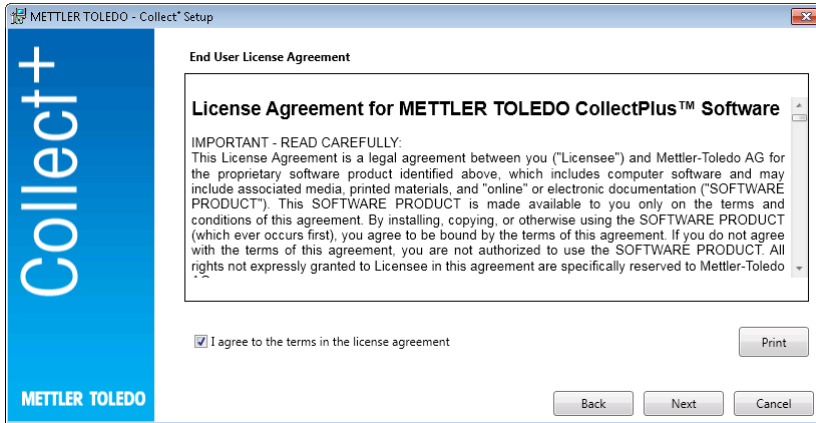 METTLER TOLEDO - Collect+ Setup
Collect+
End User License Agreement
License Agreement for METTLER TOLEDO CollectPlus™ Software
IMPORTANT - READ CAREFULLY:
This License Agreement is a legal agreement between you ("Licensee") and Mettler-Toledo AG for
the proprietary software product identified above, which includes computer software and may
include associated media, printed materials, and "online" or electronic documentation ("SOFTWARE
PRODUCT"). This SOFTWARE PRODUCT is made available to you only on the terms and
conditions of this agreement. By installing, copying, or otherwise using the SOFTWARE PRODUCT
(which ever occurs first), you agree to be bound by the terms of this agreement. If you do not agree
with the terms of this agreement, you are not authorized to use the SOFTWARE PRODUCT. All
rights not expressly granted to Licensee in this agreement are specifically reserved to Mettler-Toledo
I agree to the terms in the license agreement
Print
METTLER TOLEDO
Back
Next
Cancel